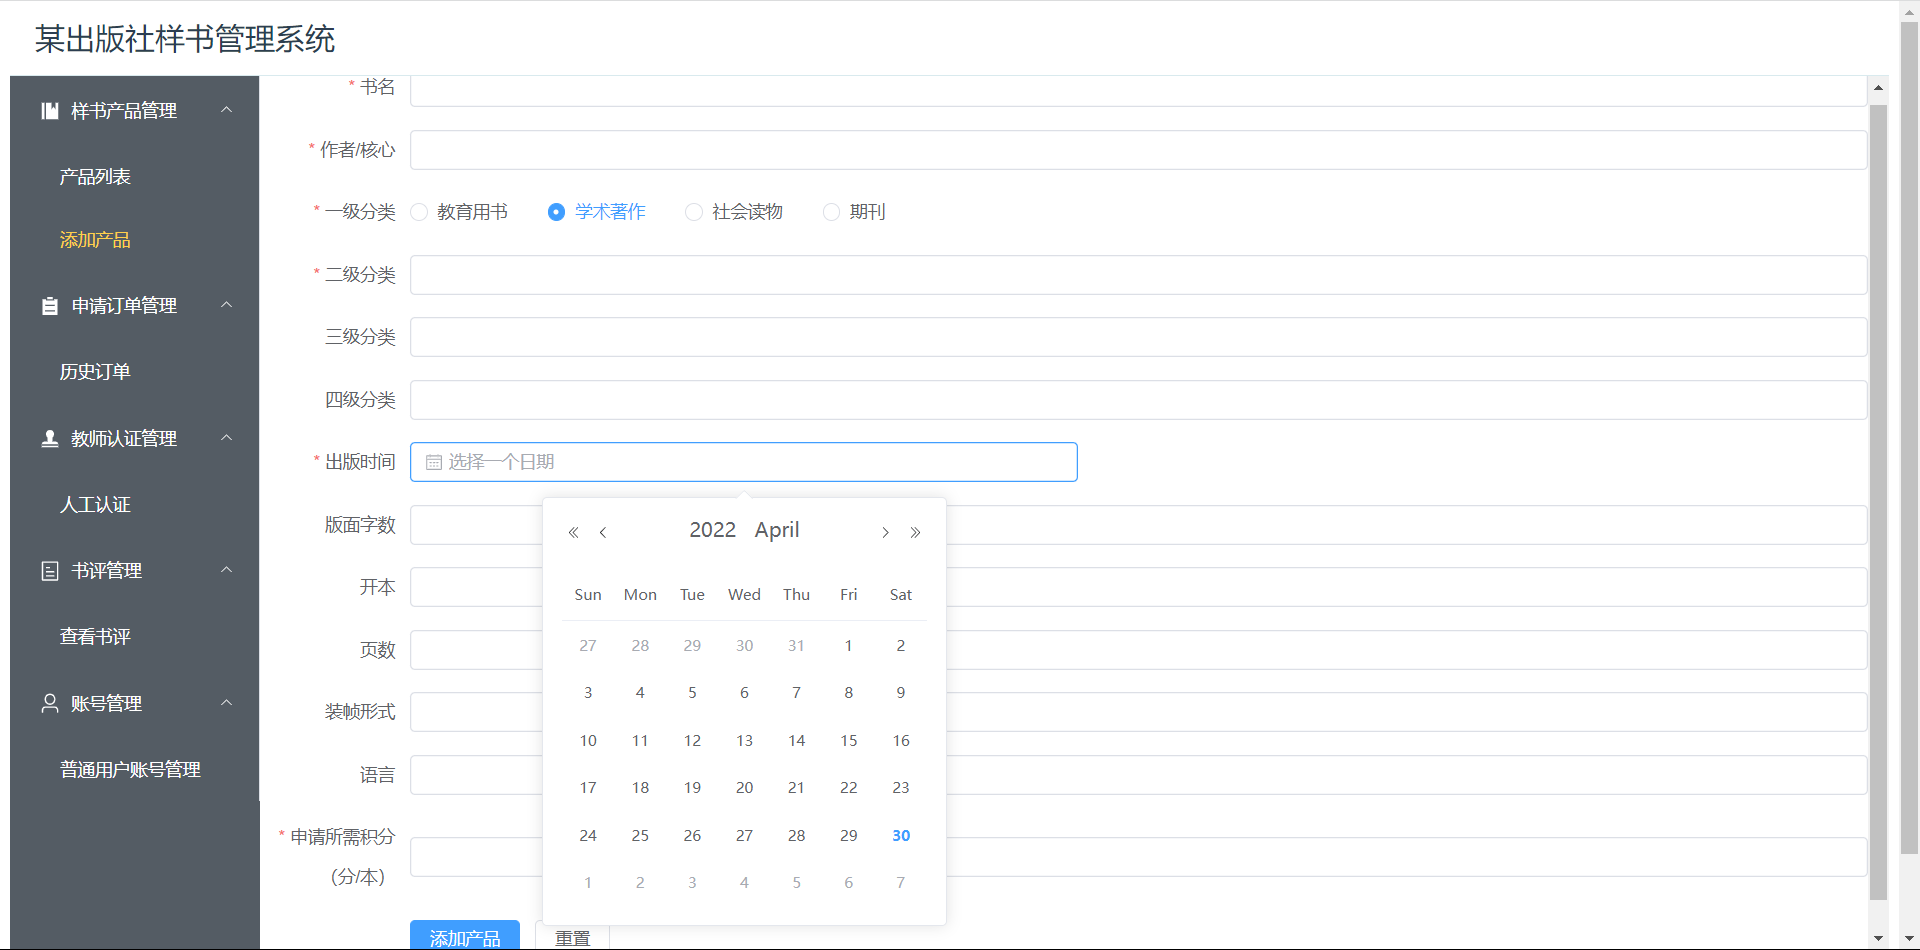 某出版社样书管理系统
样书产品管理
产品列表
添加产品
申请订单管理
历史订单
教师认证管理
人工认证
书评管理
查看书评
账号管理
普通用户账号管理
* 书名
* 作者/核心
* 一级分类 教育用书 学术著作 社会读物 期刊
* 二级分类
三级分类
四级分类
* 出版时间 选择一个日期
版面字数
开本
页数
装帧形式
语言
* 申请所需积分
(分/本)
2022 April
Sun Mon Tue Wed Thu Fri Sat
27 28 29 30 31 1 2
3 4 5 6 7 8 9
10 11 12 13 14 15 16
17 18 19 20 21 22 23
24 25 26 27 28 29 30
1 2 3 4 5 6 7
添加产品 重置